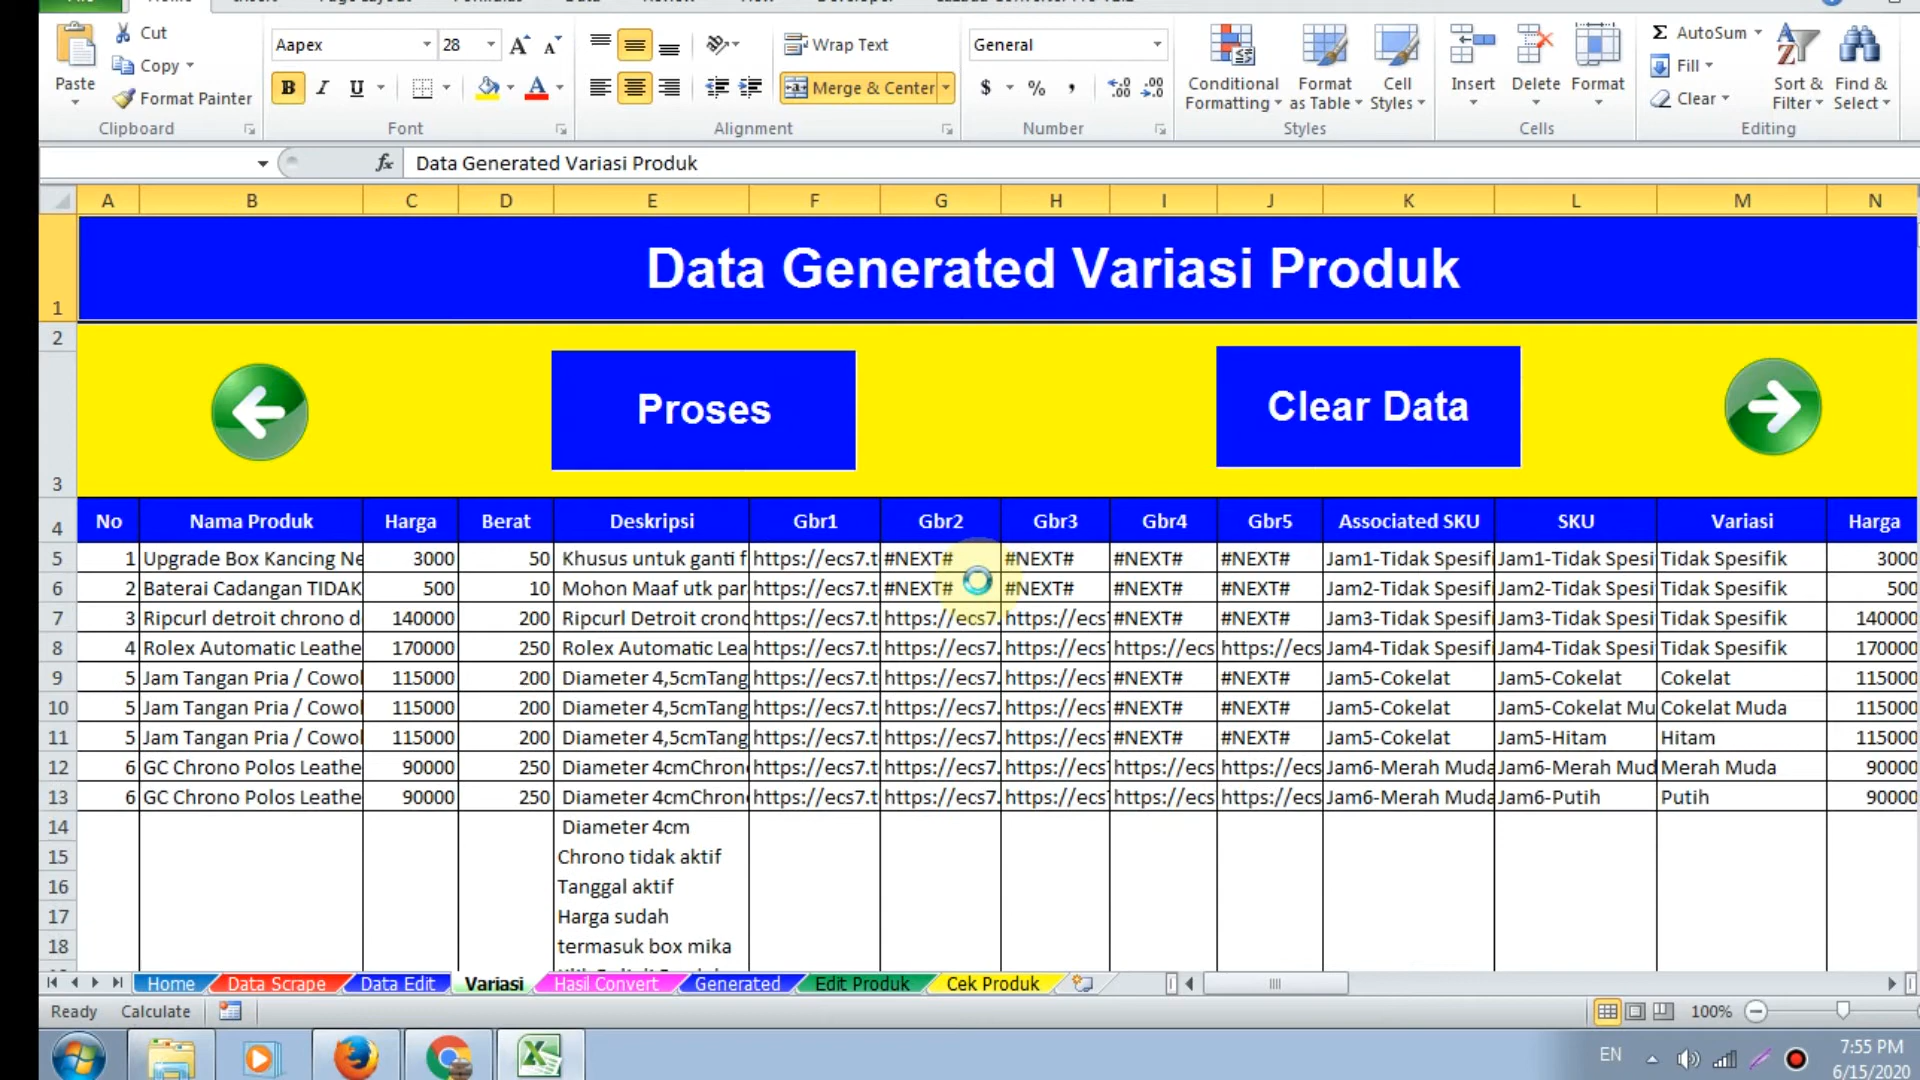 Cut
Copy
Format Painter
Paste
Clipboard
Aapex 28
B I U
Font
Wrap Text
Merge & Center
Alignment
General
$ % ,
Number
Conditional Formatting
Format as Table
Cell Styles
Styles
Insert
Delete
Format
Cells
AutoSum
Fill
Clear
Sort & Filter
Find & Select
Editing
fx Data Generated Variasi Produk
A B C D E F G H I J K L M N
1 Data Generated Variasi Produk
2
3 Proses Clear Data
4 No Nama Produk Harga Berat Deskripsi Gbr1 Gbr2 Gbr3 Gbr4 Gbr5 Associated SKU SKU Variasi Harga
5 1 Upgrade Box Kancing Ne 3000 50 Khusus untuk ganti f https://ecs7.t #NEXT# #NEXT# #NEXT# #NEXT# Jam1-Tidak Spesifi Jam1-Tidak Spesi Tidak Spesifik 3000
6 2 Baterai Cadangan TIDAK 500 10 Mohon Maaf utk par https://ecs7.t #NEXT# #NEXT# #NEXT# #NEXT# Jam2-Tidak Spesifi Jam2-Tidak Spesi Tidak Spesifik 500
7 3 Ripcurl detroit chrono d 140000 200 Ripcurl Detroit cronc https://ecs7.t https://ecs7. https://ecs #NEXT# #NEXT# Jam3-Tidak Spesifi Jam3-Tidak Spesi Tidak Spesifik 140000
8 4 Rolex Automatic Leathe 170000 250 Rolex Automatic Lea https://ecs7.t https://ecs7. https://ecs https://ecs https://ecs Jam4-Tidak Spesifi Jam4-Tidak Spesi Tidak Spesifik 170000
9 5 Jam Tangan Pria / Cowol 115000 200 Diameter 4,5cmTang https://ecs7.t https://ecs7. https://ecs #NEXT# #NEXT# Jam5-Cokelat Jam5-Cokelat Cokelat 115000
10 5 Jam Tangan Pria / Cowol 115000 200 Diameter 4,5cmTang https://ecs7.t https://ecs7. https://ecs #NEXT# #NEXT# Jam5-Cokelat Jam5-Cokelat Mu Cokelat Muda 115000
11 5 Jam Tangan Pria / Cowol 115000 200 Diameter 4,5cmTang https://ecs7.t https://ecs7. https://ecs #NEXT# #NEXT# Jam5-Cokelat Jam5-Hitam Hitam 115000
12 6 GC Chrono Polos Leathe 90000 250 Diameter 4cmChron https://ecs7.t https://ecs7. https://ecs https://ecs https://ecs Jam6-Merah Muda Jam6-Merah Mud Merah Muda 90000
13 6 GC Chrono Polos Leathe 90000 250 Diameter 4cmChron https://ecs7.t https://ecs7. https://ecs https://ecs https://ecs Jam6-Merah Muda Jam6-Putih Putih 90000
14 Diameter 4cm
15 Chrono tidak aktif
16 Tanggal aktif
17 Harga sudah
18 termasuk box mika
Home Data Scrape Data Edit Variasi Hasil Convert Generated Edit Produk Cek Produk
Ready Calculate 100%
EN 7:55 PM
6/15/2020